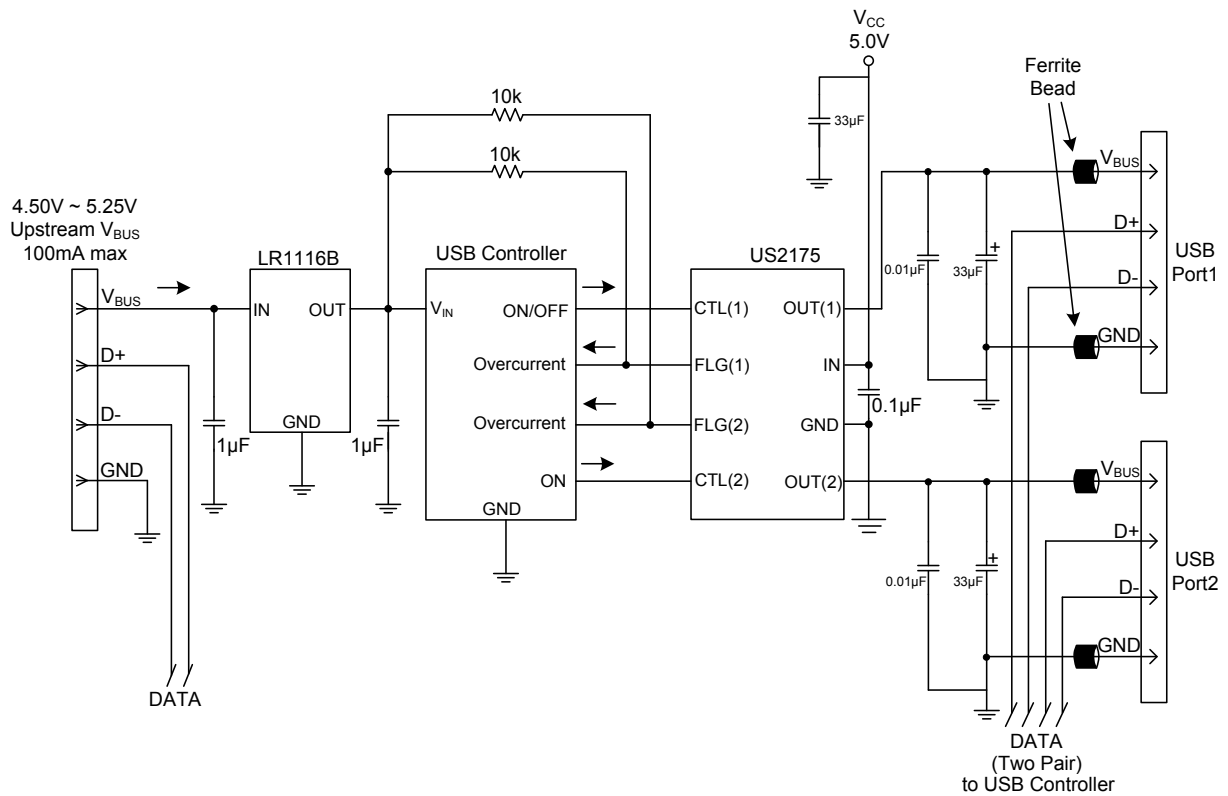 V_CC
5.0V
Ferrite
Bead
10k
33µF
10k
V_BUS
4.50V ~ 5.25V
Upstream V_BUS
100mA max
D+
USB
Port1
LR1116B
USB Controller
US2175
0.01µF
33µF
+
D-
V_BUS
IN
OUT
V_IN
ON/OFF
CTL(1)
OUT(1)
GND
D+
Overcurrent
FLG(1)
IN
0.1µF
D-
GND
1µF
1µF
Overcurrent
FLG(2)
GND
GND
ON
CTL(2)
OUT(2)
V_BUS
GND
D+
USB
Port2
0.01µF
33µF
+
D-
GND
DATA
DATA
(Two Pair)
to USB Controller